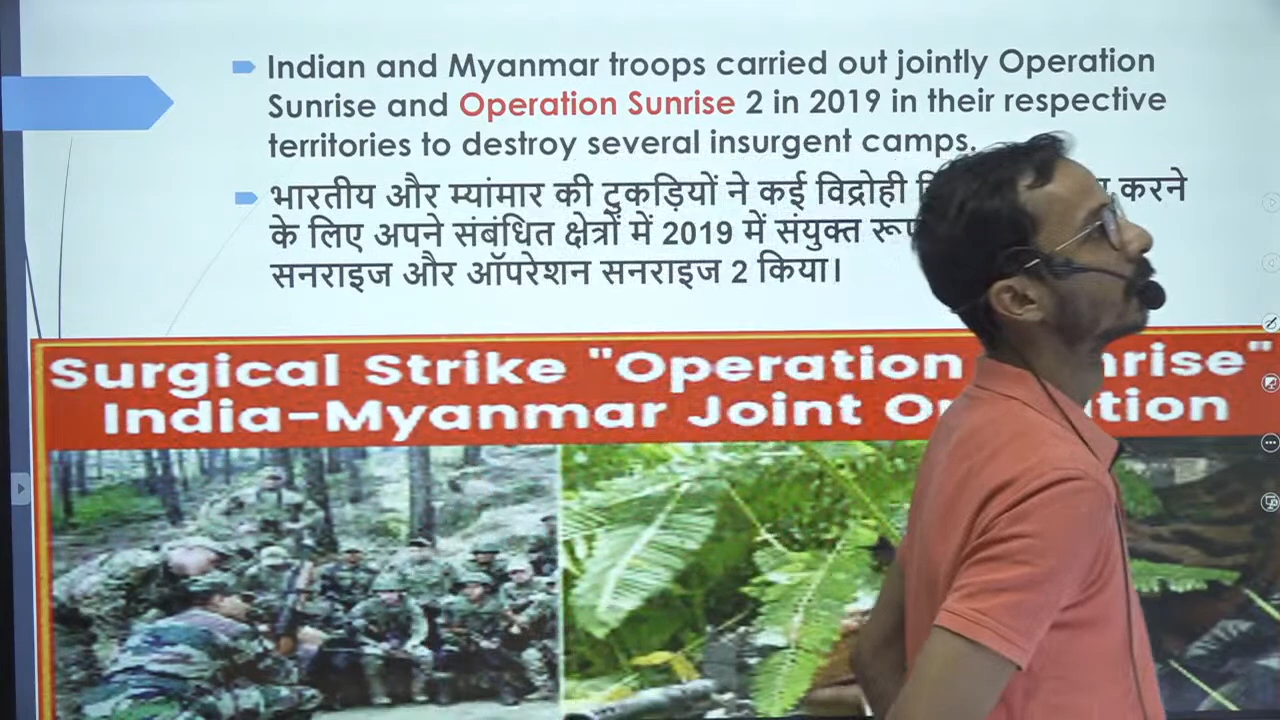 Indian and Myanmar troops carried out jointly Operation
Sunrise and Operation Sunrise 2 in 2019 in their respective
territories to destroy several insurgent camps.
भारतीय और म्यांमार की टुकड़ियों ने कई विद्रोही करने
के लिए अपने संबंधित क्षेत्रों में 2019 में संयुक्त
सनराइज और ऑपरेशन सनराइज 2 किया।
Surgical Strike "Operation
India-Myanmar Joint